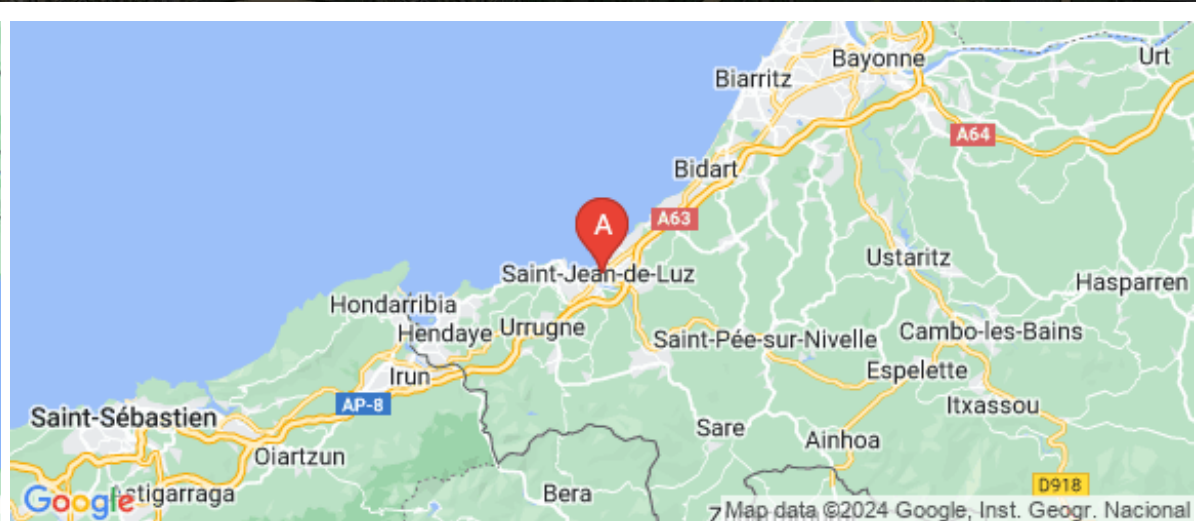 Bayonne
Urt
Biarritz
A64
Bidart
A
A63
Ustaritz
Saint-Jean-de-Luz
Hasparren
Hondarribia
Hendaye
Urrugne
Saint-Pée-sur-Nivelle
Cambo-les-Bains
Espelette
Irun
AP-8
Itxassou
Saint-Sébastien
Sare
Ainhoa
Oiartzun
D918
Bera
Google
Map data ©2024 Google, Inst. Geogr. Nacional